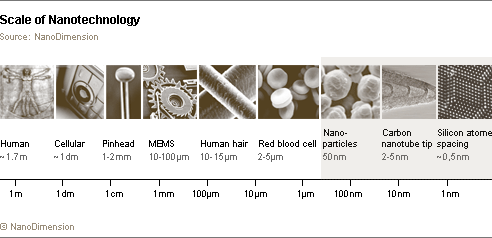 Scale of Nanotechnology
Source: NanoDimension
Human
~1.7m
Cellular
~1dm
Pinhead
1-2mm
MEMS
10-100µm
Human hair
10-15µm
Red blood cell
2-5µm
Nano-
particles
50nm
Carbon
nanotube tip
2-5nm
Silicon atome
spacing
~0,5nm
1m 1dm 1cm 1mm 100µm 10µm 1µm 100nm 10nm 1nm
© NanoDimension